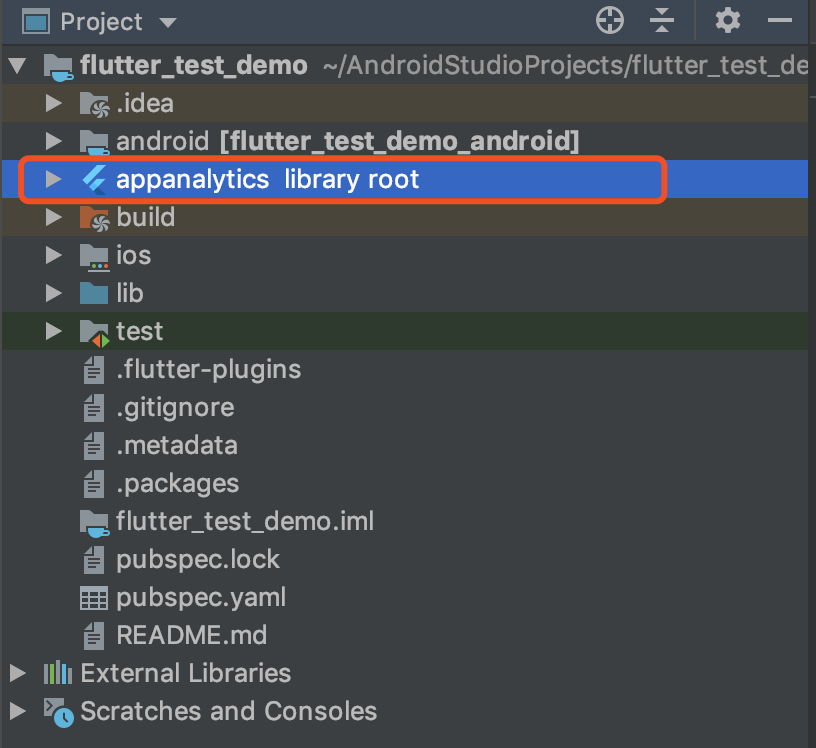 Project
flutter_test_demo ~/AndroidStudioProjects/flutter_test_de
.idea
android [flutter_test_demo_android]
appanalytics library root
build
ios
lib
test
.flutter-plugins
.gitignore
.metadata
.packages
flutter_test_demo.iml
pubspec.lock
pubspec.yaml
README.md
External Libraries
Scratches and Consoles